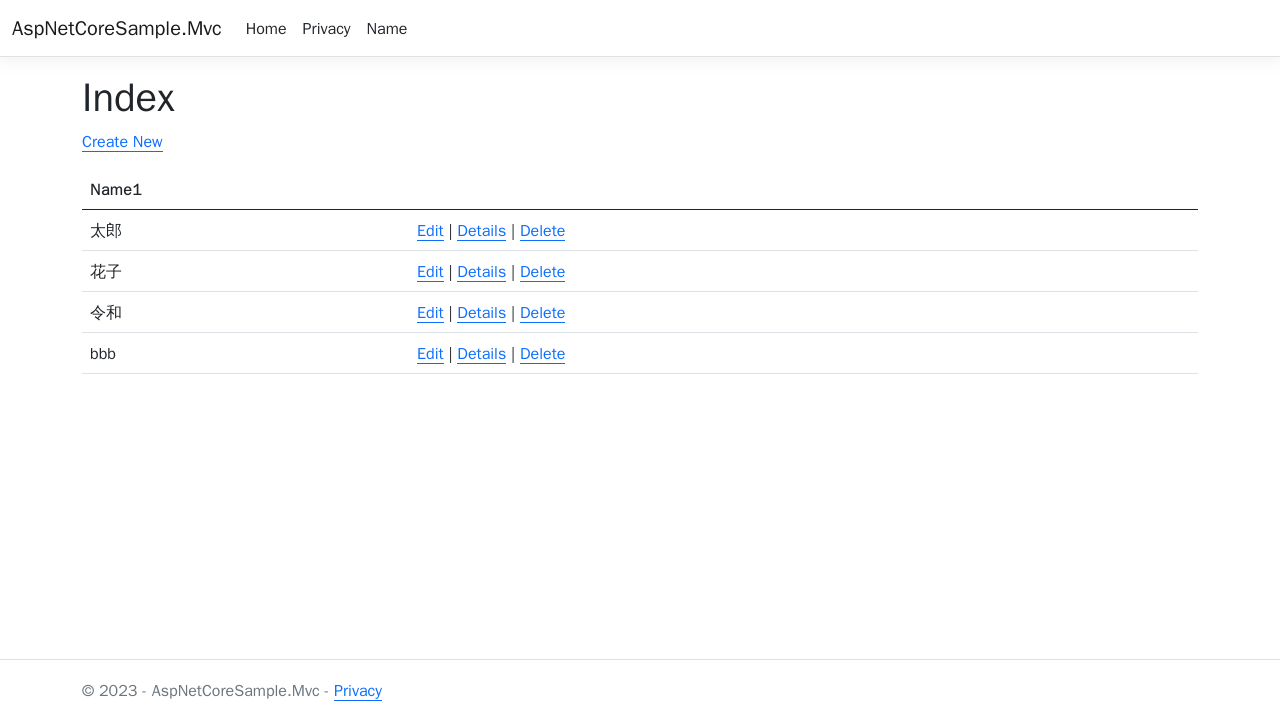 AspNetCoreSample.Mvc Home Privacy Name
Index
Create New
Name1
太郎 Edit | Details | Delete
花子 Edit | Details | Delete
令和 Edit | Details | Delete
bbb Edit | Details | Delete
© 2023 - AspNetCoreSample.Mvc - Privacy